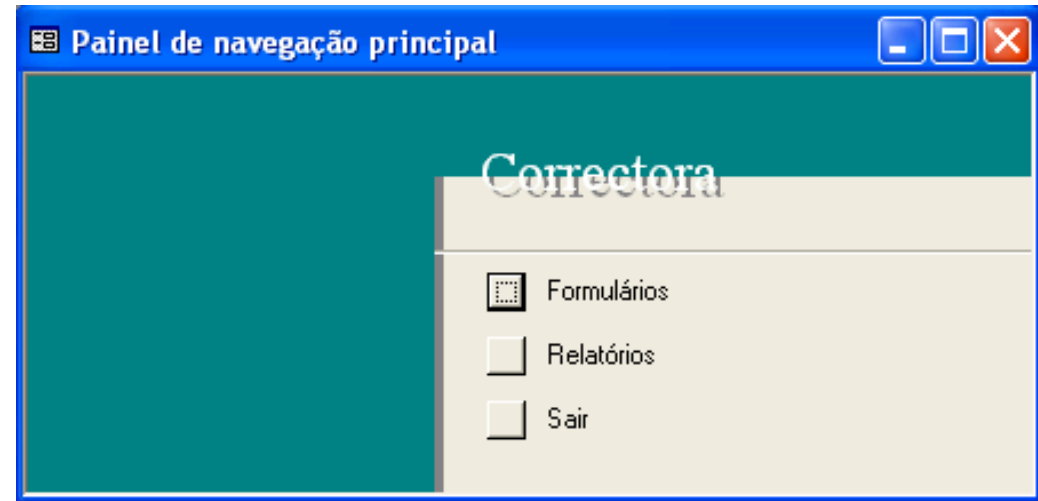 Painel de navegação principal
Correctora
Formulários
Relatórios
Sair